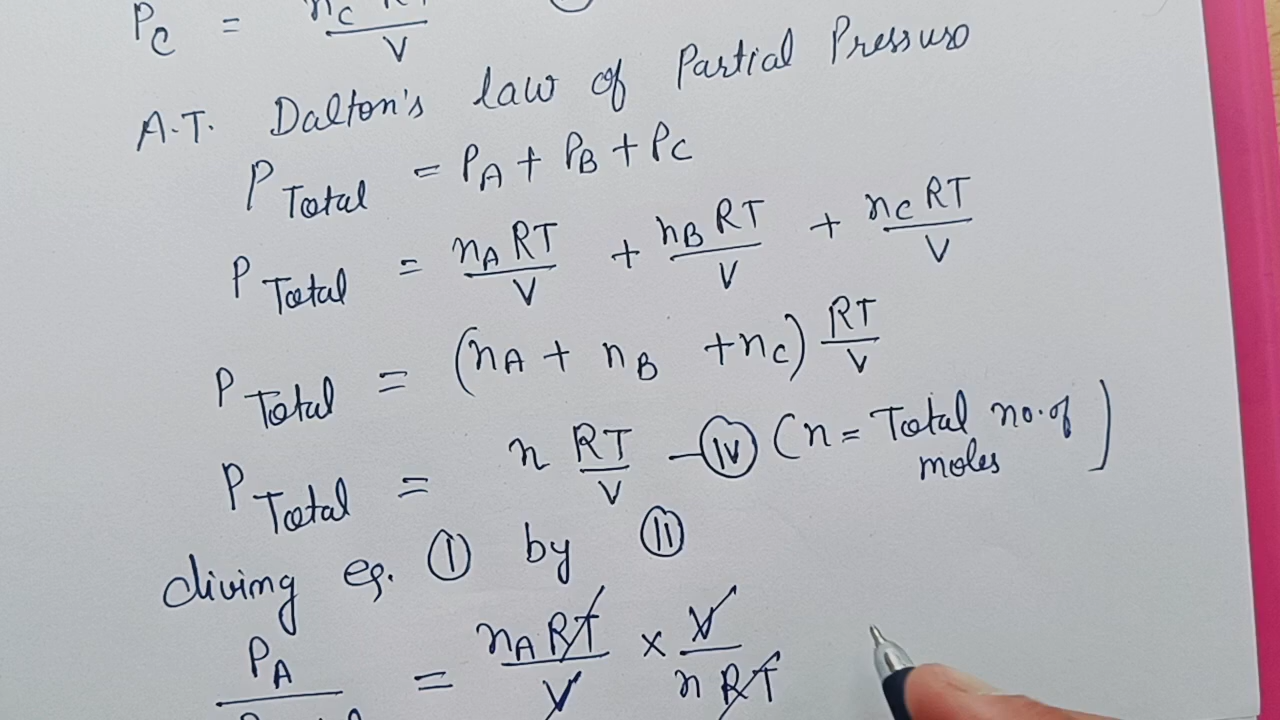 PC = nC RT / V
A.T. Dalton's law of Partial Pressure
P Total = PA + PB + PC
P Total = nA RT / V + nB RT / V + nC RT / V
P Total = (nA + nB + nC) RT / V
P Total = n RT / V — (IV) (n = Total no. of moles)
diving eq. (I) by (II)
PA / = nA RT / V × V / n RT